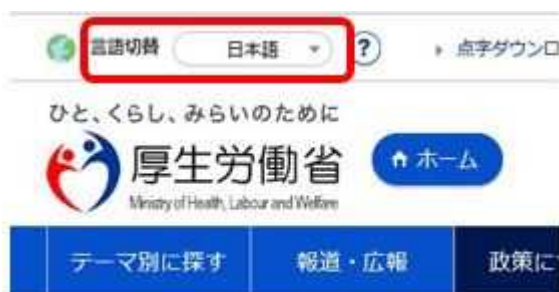 言語切替 日本語 ? 点字ダウンロ
ひと、くらし、みらいのために
厚生労働省 ホーム
Ministry of Health, Labour and Welfare
テーマ別に探す 報道・広報 政策に